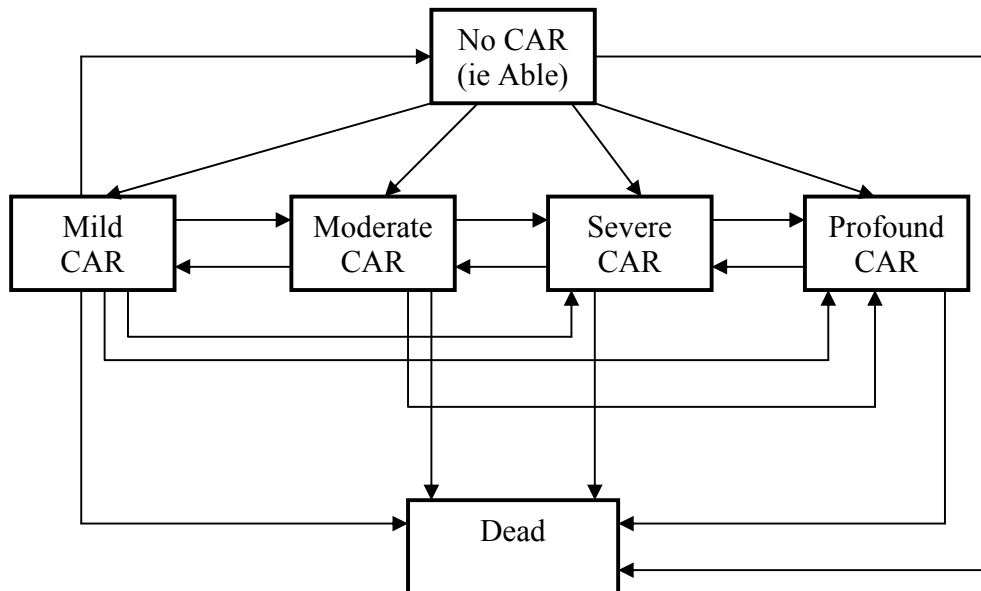 No CAR
(ie Able)
Mild
CAR
Moderate
CAR
Severe
CAR
Profound
CAR
Dead